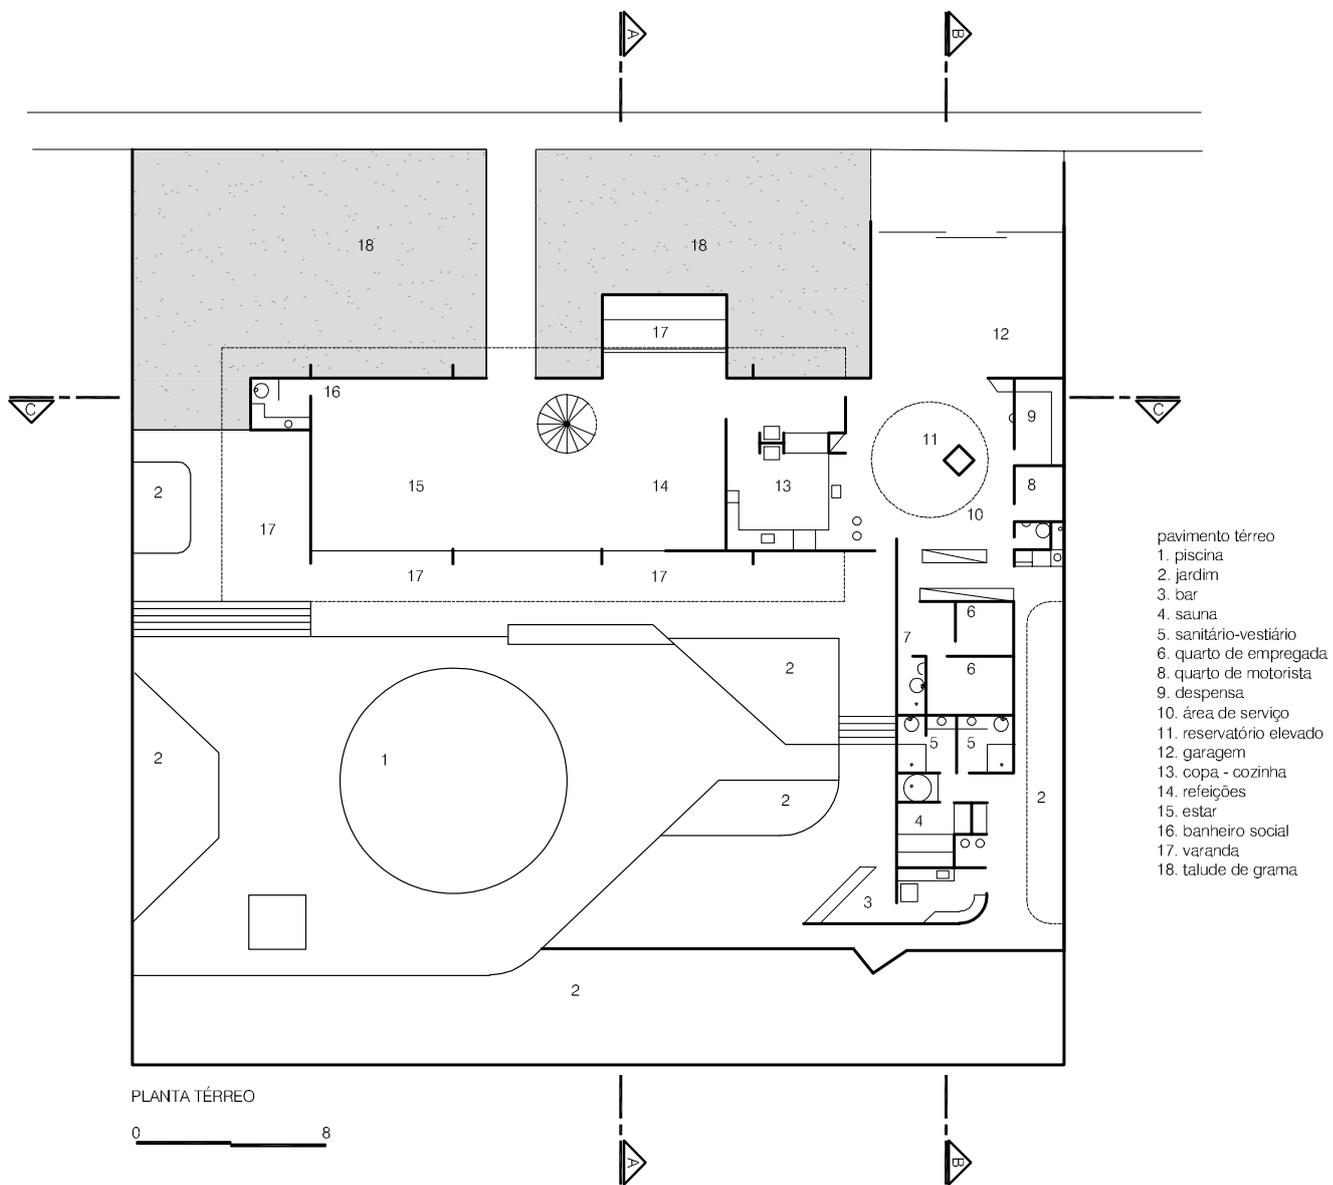 A
B
18
18
17
12
16
C
C
9
11
15
14
13
8
2
10
17
pavimento térreo
1. piscina
2. jardim
3. bar
4. sauna
5. sanitário-vestiário
6. quarto de empregada
8. quarto de motorista
9. despensa
10. área de serviço
11. reservatório elevado
12. garagem
13. copa - cozinha
14. refeições
15. estar
16. banheiro social
17. varanda
18. talude de grama
17
17
6
7
2
6
5
5
2
1
2
2
4
3
2
PLANTA TÉRREO
0
8
A
B